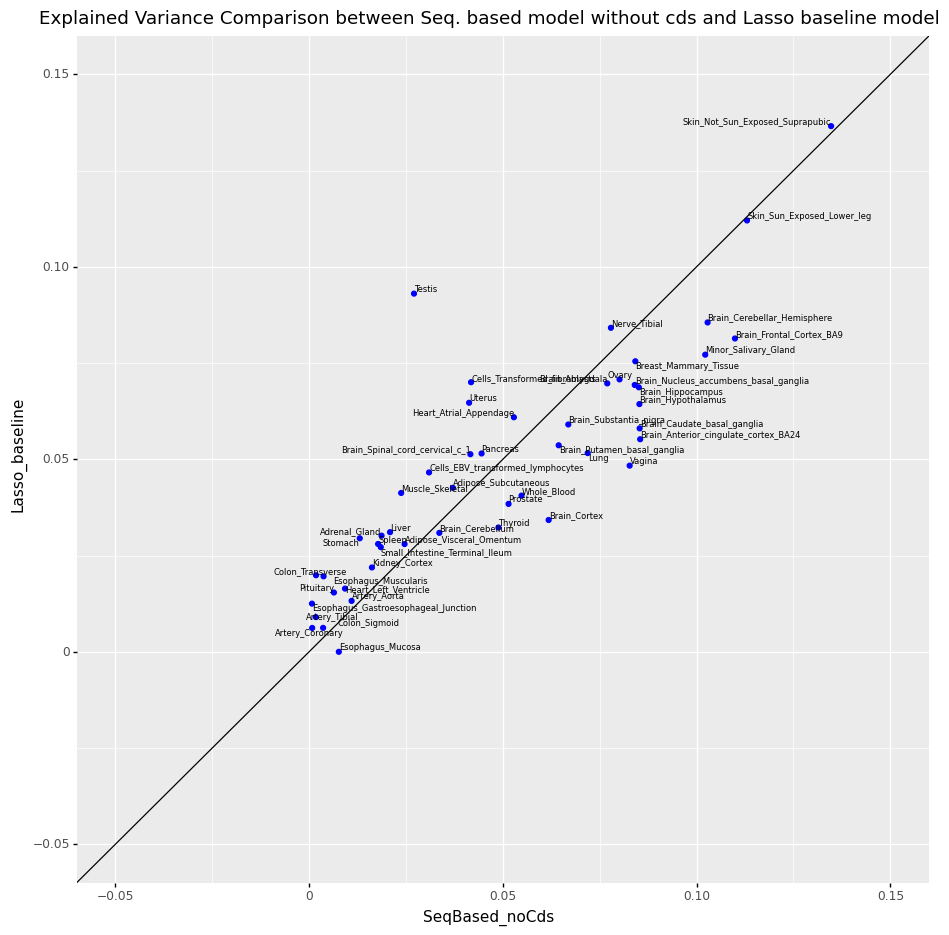 Explained Variance Comparison between Seq. based model without cds and Lasso baseline model
0.15
Skin_Not_Sun_Exposed_Suprapubic
Skin_Sun_Exposed_Lower_leg
0.10
Testis
Brain_Cerebellar_Hemisphere
Nerve_Tibial
Brain_Frontal_Cortex_BA9
Minor_Salivary_Gland
Breast_Mammary_Tissue
Ovary
Cells_Transformed_fibroblasts
Brain_Amygdala
Brain_Nucleus_accumbens_basal_ganglia
Brain_Hippocampus
Uterus
Brain_Hypothalamus
Heart_Atrial_Appendage
Brain_Substantia_nigra
Brain_Caudate_basal_ganglia
Brain_Anterior_cingulate_cortex_BA24
Brain_Spinal_cord_cervical_c_1
Pancreas
Brain_Putamen_basal_ganglia
0.05
Lung
Vagina
Cells_EBV_transformed_lymphocytes
Adipose_Subcutaneous
Muscle_Skeletal
Whole_Blood
Prostate
Brain_Cortex
Thyroid
Adrenal_Gland
Liver
Brain_Cerebellum
Stomach
Spleen
Adipose_Visceral_Omentum
Small_Intestine_Terminal_Ileum
Kidney_Cortex
Colon_Transverse
Esophagus_Muscularis
Pituitary
Heart_Left_Ventricle
Artery_Aorta
Esophagus_Gastroesophageal_Junction
Artery_Tibial
Colon_Sigmoid
Artery_Coronary
Esophagus_Mucosa
0
−0.05
−0.05
0
0.05
0.10
0.15
SeqBased_noCds
Lasso_baseline